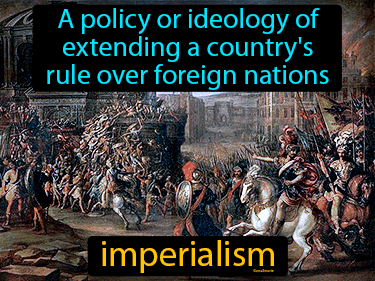 A policy or ideology of
extending a country's
rule over foreign nations
imperialism